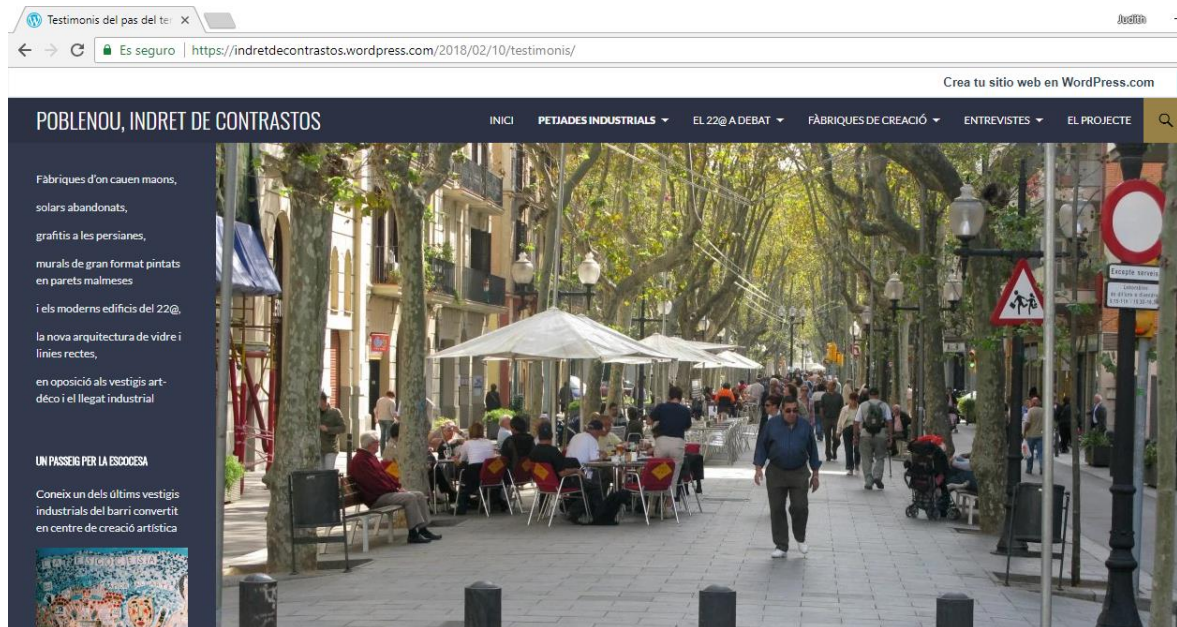 Testimonis del pas del ter
Judith
Es seguro | https://indretdecontrastos.wordpress.com/2018/02/10/testimonis/
Crea tu sitio web en WordPress.com
POBLENOU, INDRET DE CONTRASTOS
INICI PETJADES INDUSTRIALS EL 22@ A DEBAT FÀBRIQUES DE CREACIÓ ENTREVISTES EL PROJECTE
Fàbriques d'on cauen maons,
solars abandonats,
grafitis a les persianes,
murals de gran format pintats
en parets malmeses
i els moderns edificis del 22@,
la nova arquitectura de vidre i
línies rectes,
en oposició als vestigis art-
déco i el llegat industrial
UN PASSEIG PER LA ESCOCESA
Coneix un dels últims vestigis
industrials del barri convertit
en centre de creació artística
LA ESCOCESA
Excepte serveis